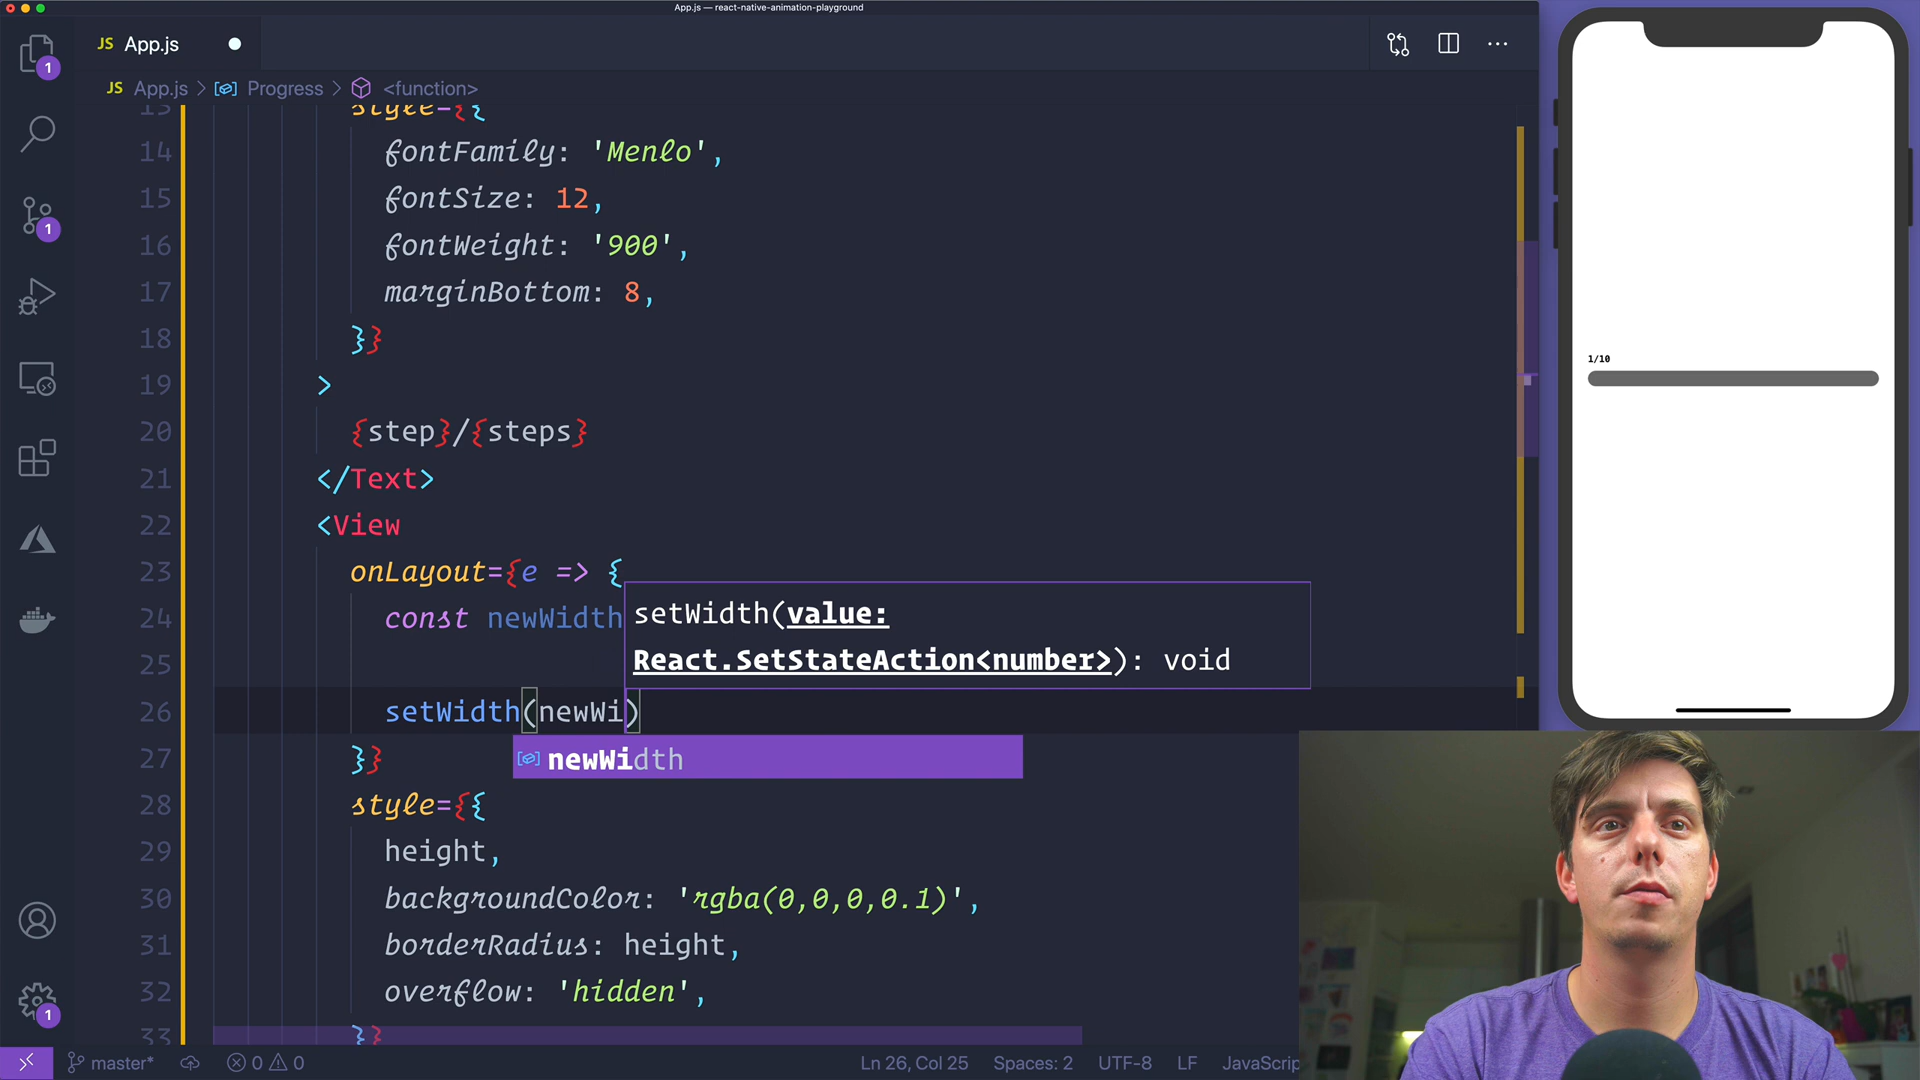 App.js — react-native-animation-playground
JS App.js
JS App.js > Progress > <function>
13 style={{
14 fontFamily: 'Menlo',
15 fontSize: 12,
16 fontWeight: '900',
17 marginBottom: 8,
18 }}
19 >
20 {step}/{steps}
21 </Text>
22 <View
23 onLayout={e => {
24 const newWidth
25
26 setWidth(newWi)
27 }}
28 style={{
29 height,
30 backgroundColor: 'rgba(0,0,0,0.1)',
31 borderRadius: height,
32 overflow: 'hidden',
33 }}
setWidth(value:
React.SetStateAction<number>): void
newWidth
1/10
1
1
1
master* 0 0 Ln 26, Col 25 Spaces: 2 UTF-8 LF JavaScrip